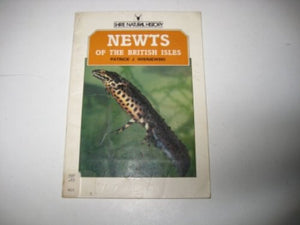 SHIRE NATURAL HISTORY
NEWTS
OF THE BRITISH ISLES
PATRICK J. WISNIEWSKI